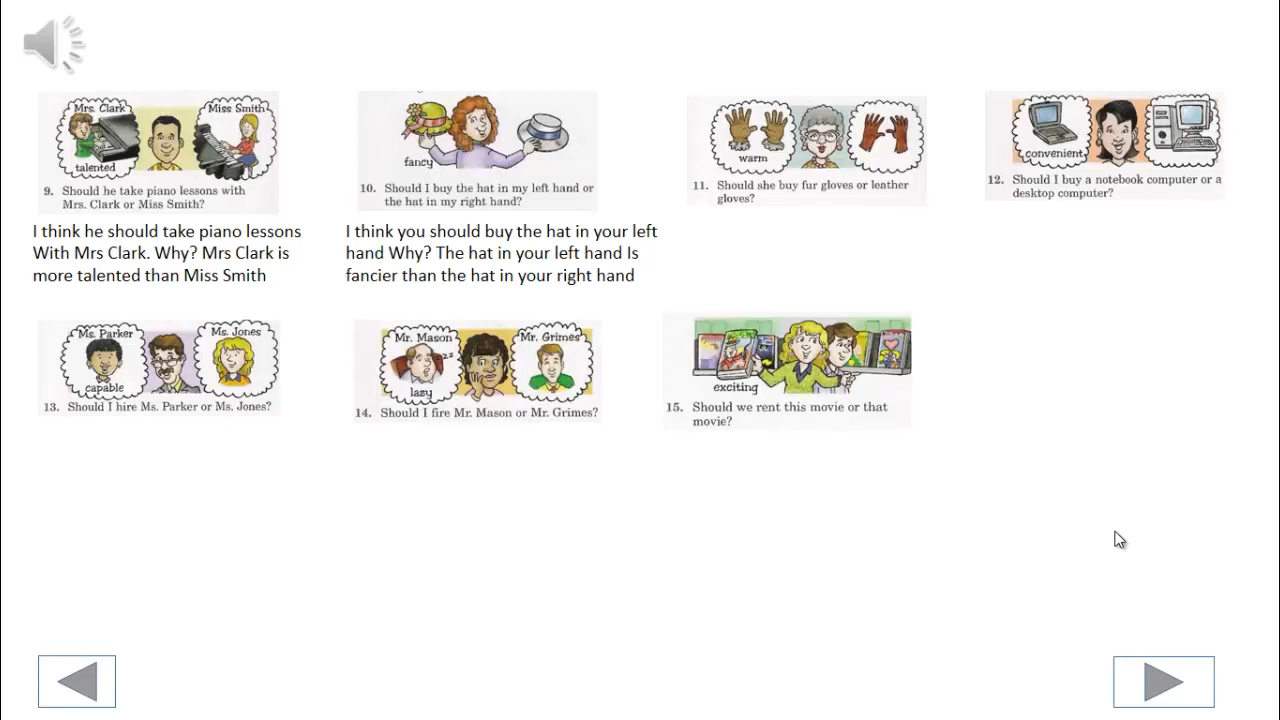 Mrs. Clark
Miss Smith
talented
9. Should he take piano lessons with
Mrs. Clark or Miss Smith?
I think he should take piano lessons
With Mrs Clark. Why? Mrs Clark is
more talented than Miss Smith
fancy
10. Should I buy the hat in my left hand or
the hat in my right hand?
I think you should buy the hat in your left
hand Why? The hat in your left hand Is
fancier than the hat in your right hand
warm
11. Should she buy fur gloves or leather
gloves?
convenient
12. Should I buy a notebook computer or a
desktop computer?
Ms. Parker
Ms. Jones
capable
13. Should I hire Ms. Parker or Ms. Jones?
Mr. Mason
Mr. Grimes
zz
lazy
14. Should I fire Mr. Mason or Mr. Grimes?
exciting
15. Should we rent this movie or that
movie?